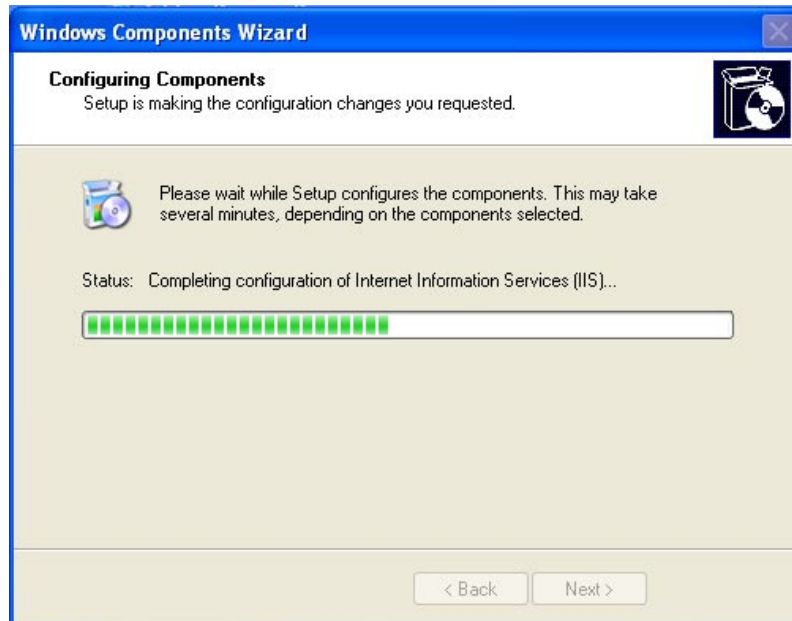 Windows Components Wizard
Configuring Components
Setup is making the configuration changes you requested.
Please wait while Setup configures the components. This may take
several minutes, depending on the components selected.
Status: Completing configuration of Internet Information Services (IIS)...
< Back Next >